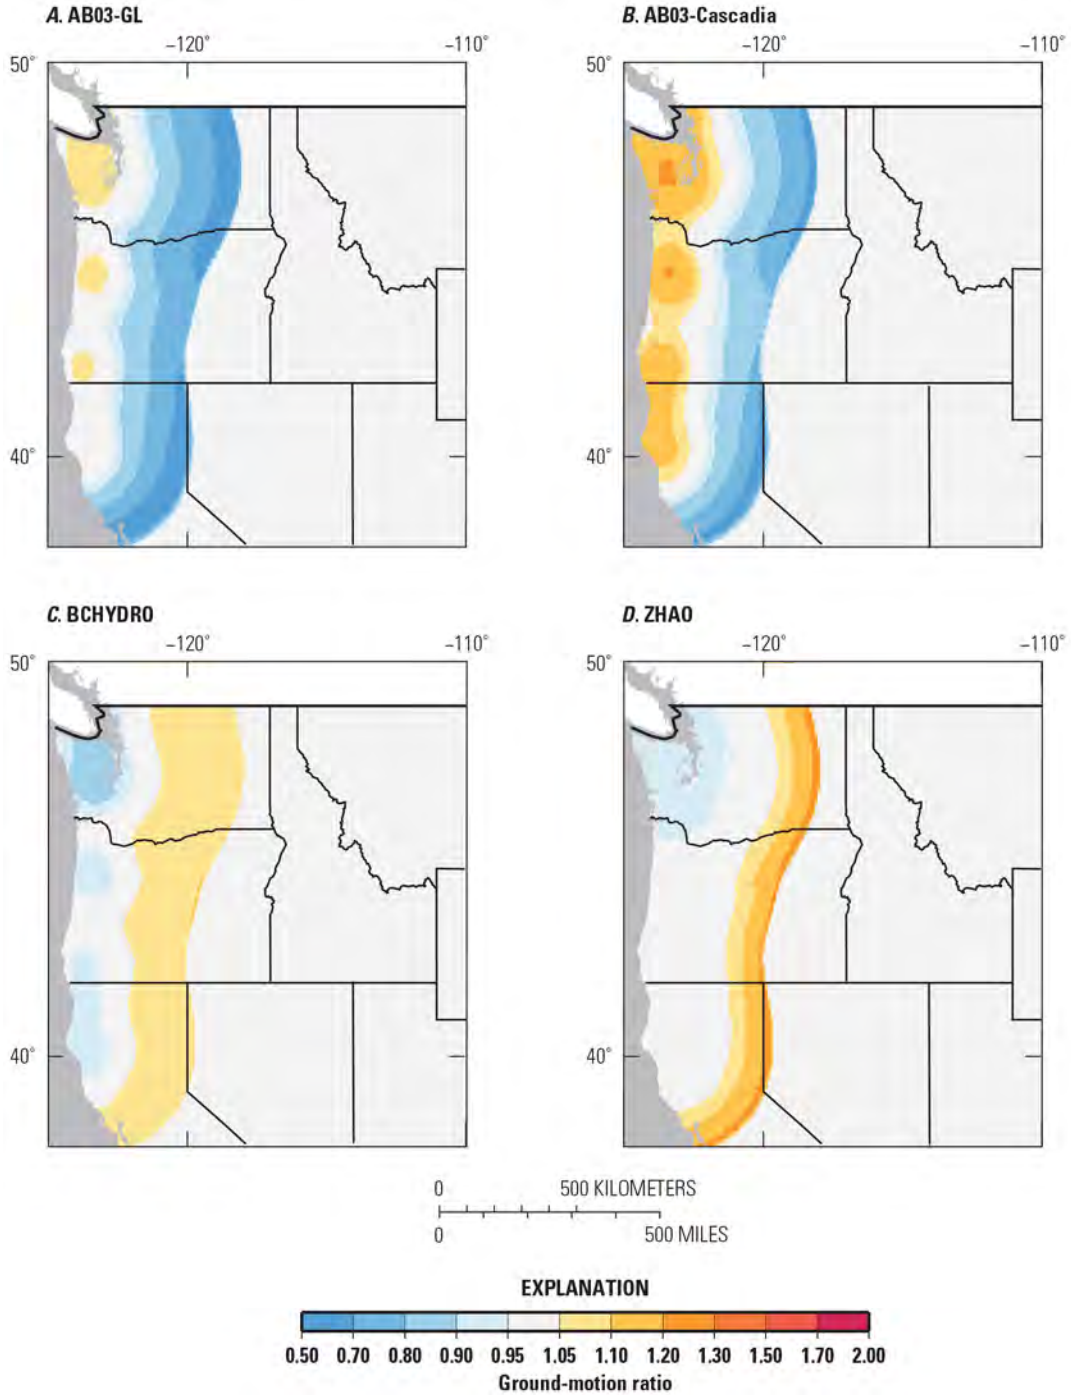 A. AB03-GL
B. AB03-Cascadia
−120°
−110°
−120°
−110°
50°
50°
40°
40°
C. BCHYDRO
D. ZHAO
−120°
−110°
−120°
−110°
50°
50°
40°
40°
0
500 KILOMETERS
0
500 MILES
EXPLANATION
0.50 0.70 0.80 0.90 0.95 1.05 1.10 1.20 1.30 1.50 1.70 2.00
Ground-motion ratio